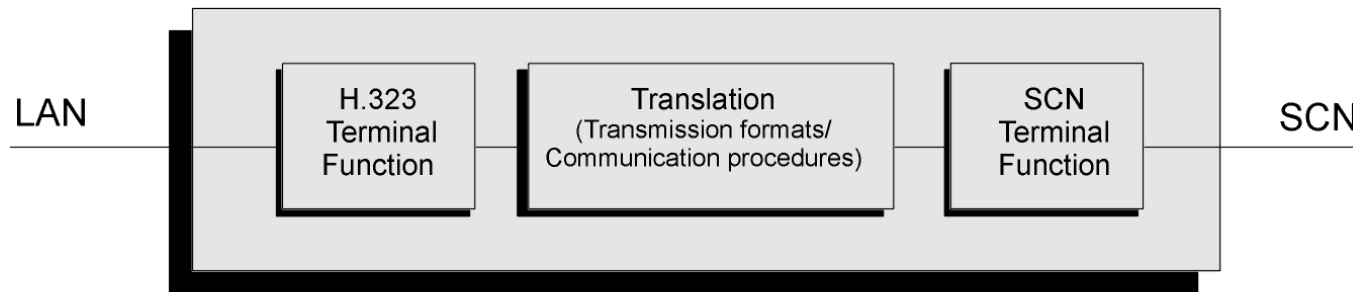 LAN
H.323
Terminal
Function
Translation
(Transmission formats/
Communication procedures)
SCN
Terminal
Function
SCN